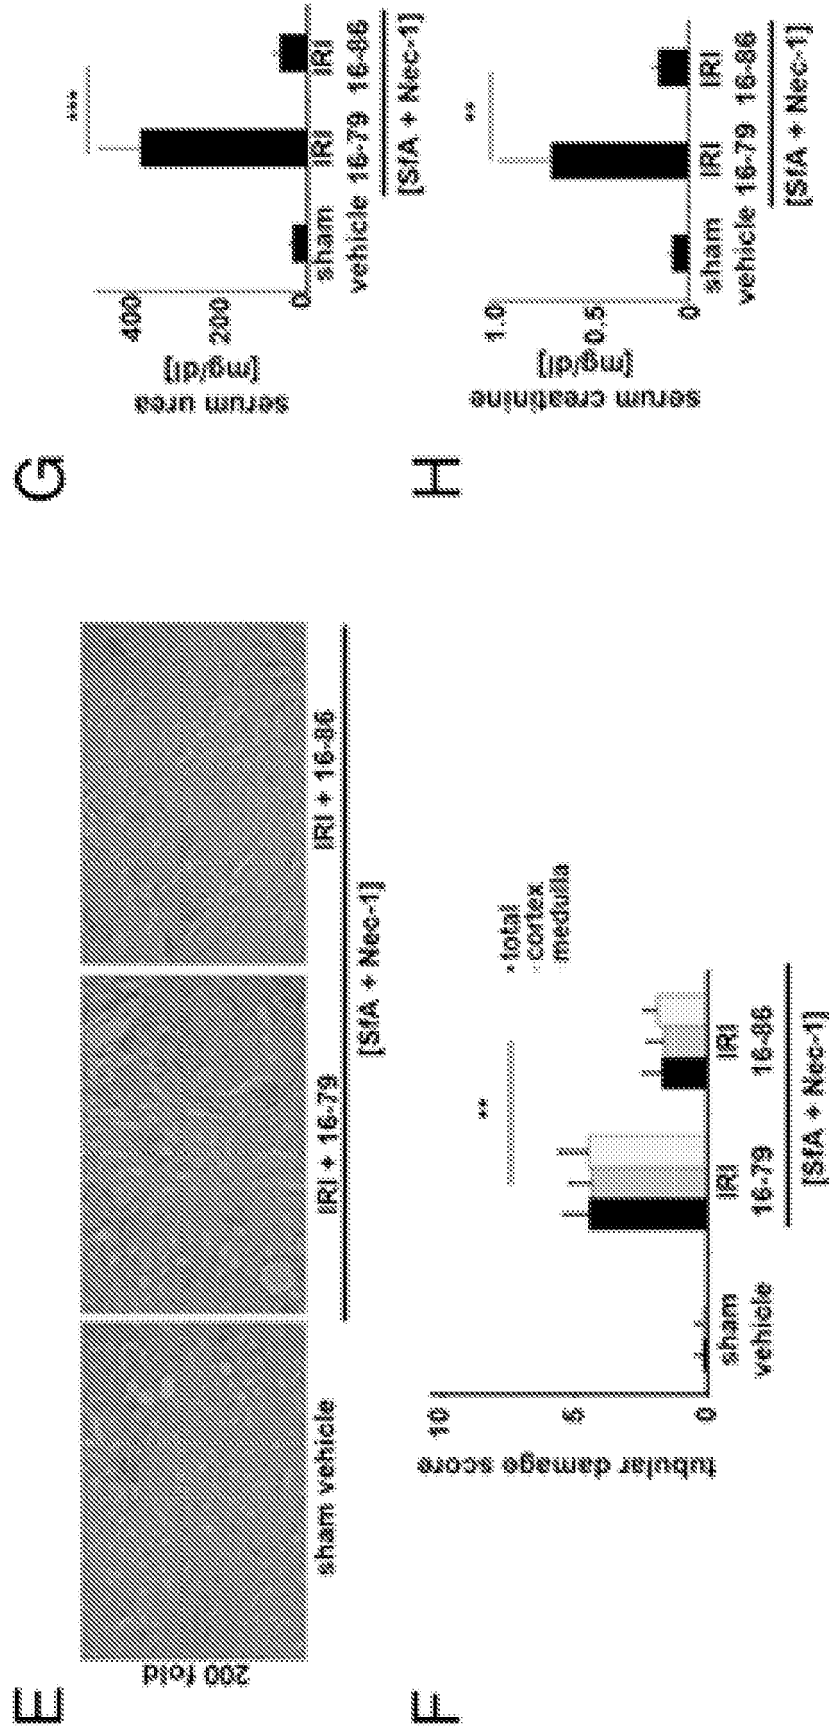 E
200 fold
sham vehicle
IRI + 16-79
IRI + 16-86
[SfA + Nec-1]
F
tubular damage score
10
5
0
**
total
cortex
medulla
sham
vehicle
IRI
16-79
IRI
16-86
[SfA + Nec-1]
G
serum urea
[mg/dl]
400
200
0
***
sham IRI IRI
vehicle 16-79 16-86
[SfA + Nec-1]
H
serum creatinine
[mg/dl]
1.0
0.5
0
**
sham IRI IRI
vehicle 16-79 16-86
[SfA + Nec-1]